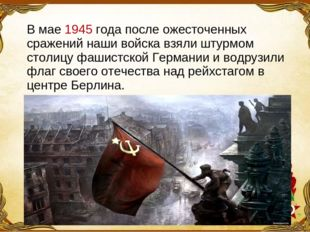 В мае 1945 года после ожесточенных
сражений наши войска взяли штурмом
столицу фашистской Германии и водрузили
флаг своего отечества над рейхстагом в
центре Берлина.